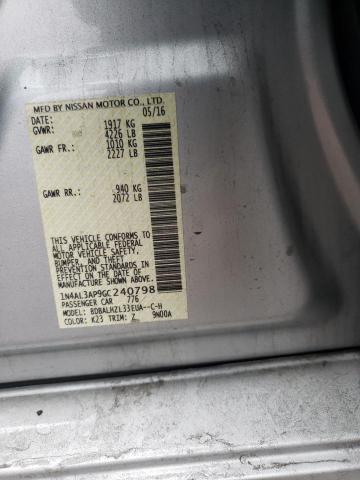 MFD BY NISSAN MOTOR CO., LTD.
DATE: 05/16
GVWR: 1917 KG
4226 LB
GAWR FR.: 1010 KG
2227 LB
GAWR RR.: 940 KG
2072 LB
THIS VEHICLE CONFORMS TO ALL
APPLICABLE FEDERAL
MOTOR VEHICLE SAFETY,
BUMPER, AND THEFT
PREVENTION STANDARDS IN
EFFECT ON THE DATE OF
MANUFACTURE SHOWN
ABOVE.
1N4AL3AP9GC240798
PASSENGER CAR 776
MODEL: BDBALHZL33EUA--C-H
COLOR: K23 TRIM: Z 9N00A